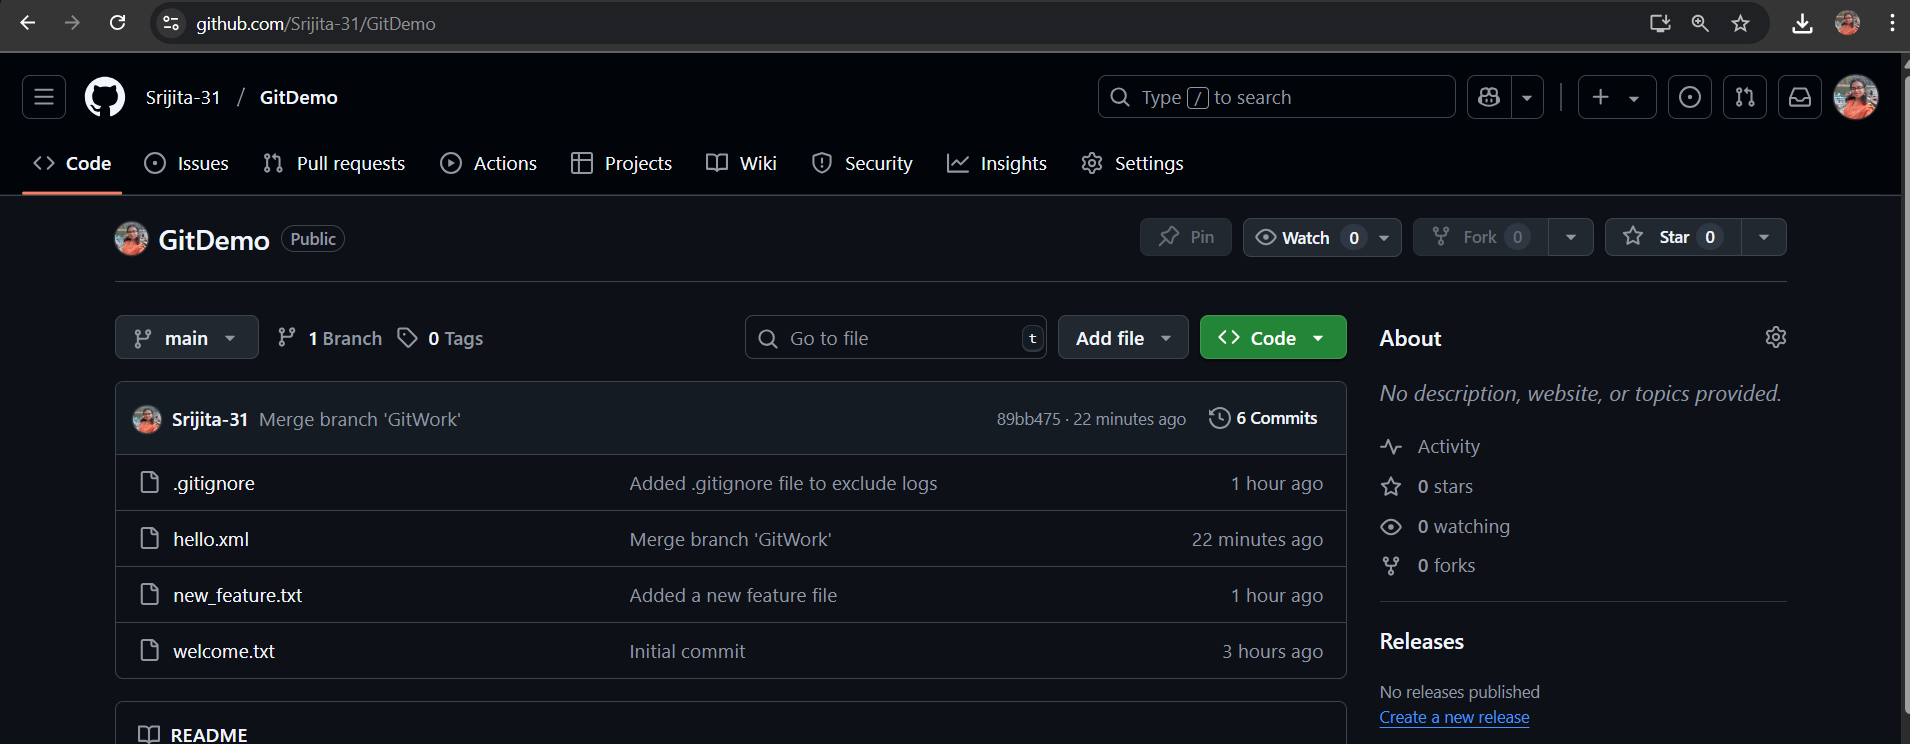 github.com/Srijita-31/GitDemo
Srijita-31 / GitDemo
Type / to search
Code Issues Pull requests Actions Projects Wiki Security Insights Settings
GitDemo Public
Pin Watch 0 Fork 0 Star 0
main 1 Branch 0 Tags Go to file t Add file Code
Srijita-31 Merge branch 'GitWork' 89bb475 · 22 minutes ago 6 Commits
.gitignore Added .gitignore file to exclude logs 1 hour ago
hello.xml Merge branch 'GitWork' 22 minutes ago
new_feature.txt Added a new feature file 1 hour ago
welcome.txt Initial commit 3 hours ago
README
About
No description, website, or topics provided.
Activity
0 stars
0 watching
0 forks
Releases
No releases published
Create a new release